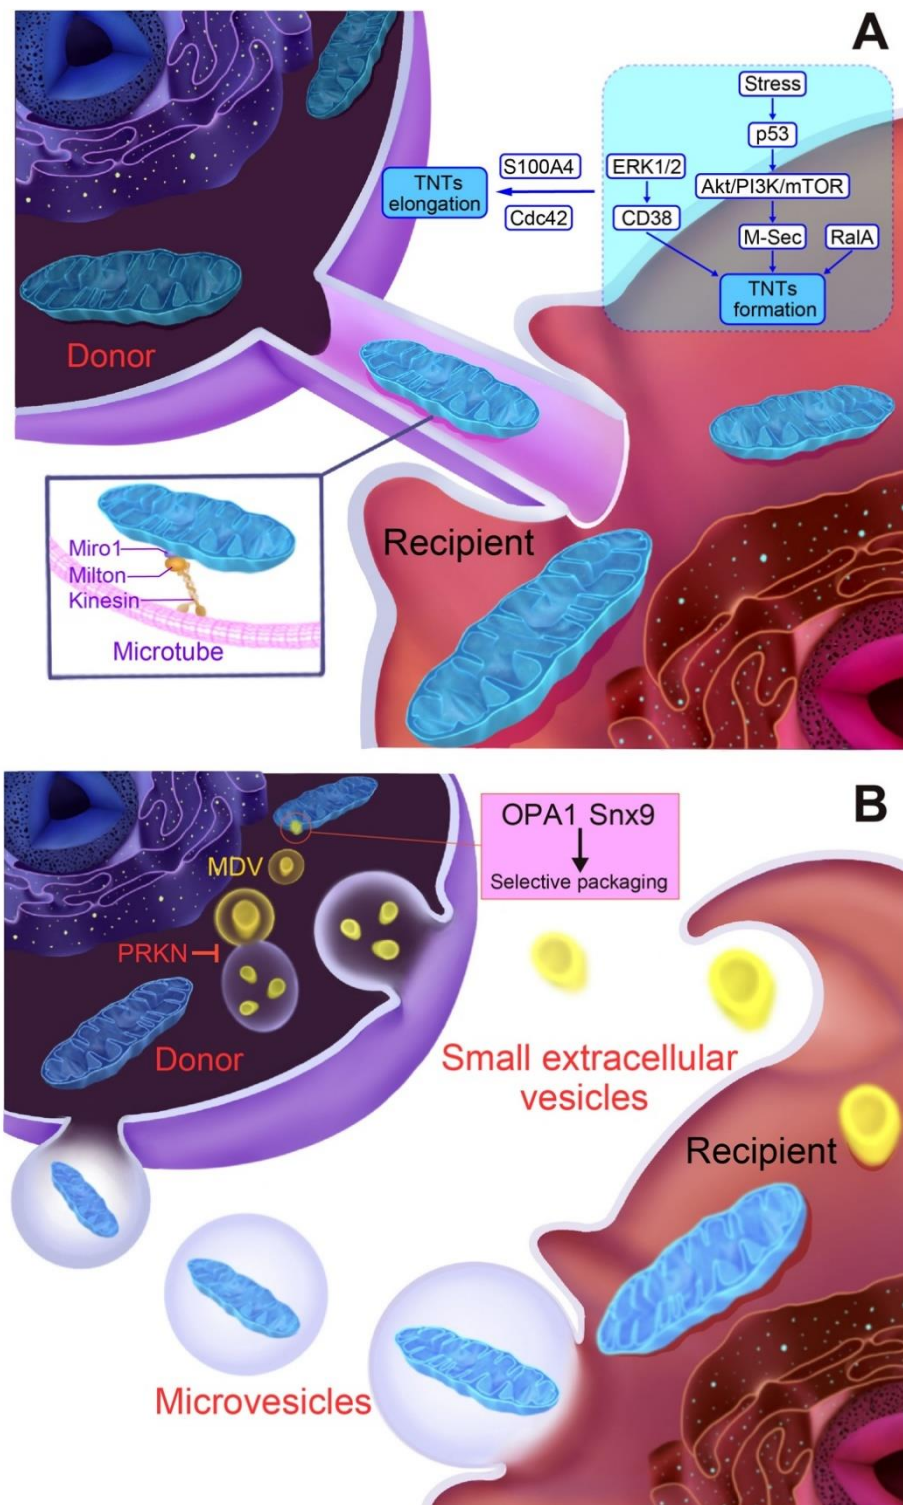 A
Stress
p53
S100A4
ERK1/2
TNTs
elongation
Akt/PI3K/mTOR
Cdc42
CD38
M-Sec
RalA
TNTs
formation
Donor
Recipient
Miro1
Milton
Kinesin
Microtube
B
OPA1 Snx9
Selective packaging
MDV
PRKN
Donor
Small extracellular
vesicles
Recipient
Microvesicles